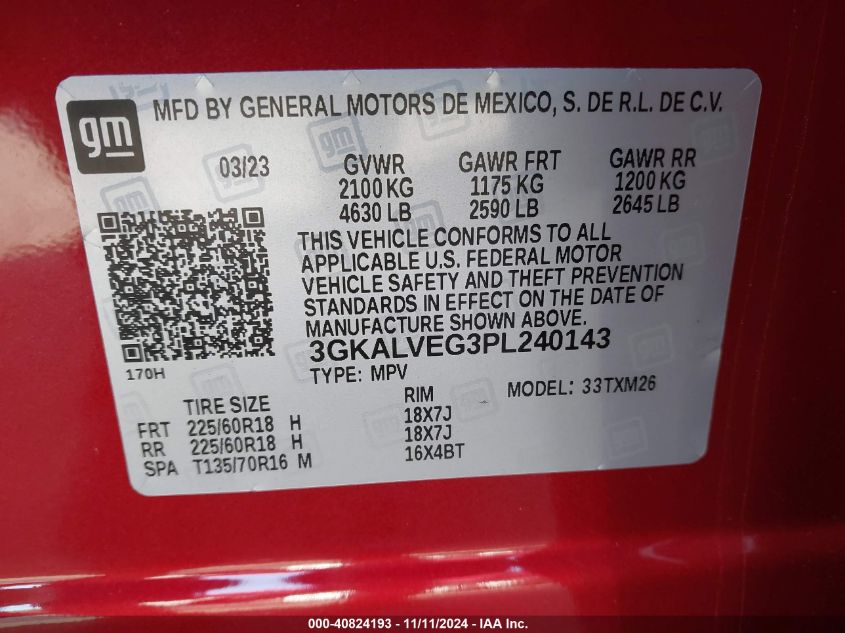 gm
MFD BY GENERAL MOTORS DE MEXICO, S. DE R.L. DE C.V.
03/23 GVWR GAWR FRT GAWR RR
2100 KG 1175 KG 1200 KG
4630 LB 2590 LB 2645 LB
THIS VEHICLE CONFORMS TO ALL
APPLICABLE U.S. FEDERAL MOTOR
VEHICLE SAFETY AND THEFT PREVENTION
STANDARDS IN EFFECT ON THE DATE OF
MANUFACTURE SHOWN ABOVE.
3GKALVEG3PL240143
170H
TYPE: MPV MODEL: 33TXM26
TIRE SIZE RIM
FRT 225/60R18 H 18X7J
RR 225/60R18 H 18X7J
SPA T135/70R16 M 16X4BT
000-40824193 - 11/11/2024 - IAA Inc.